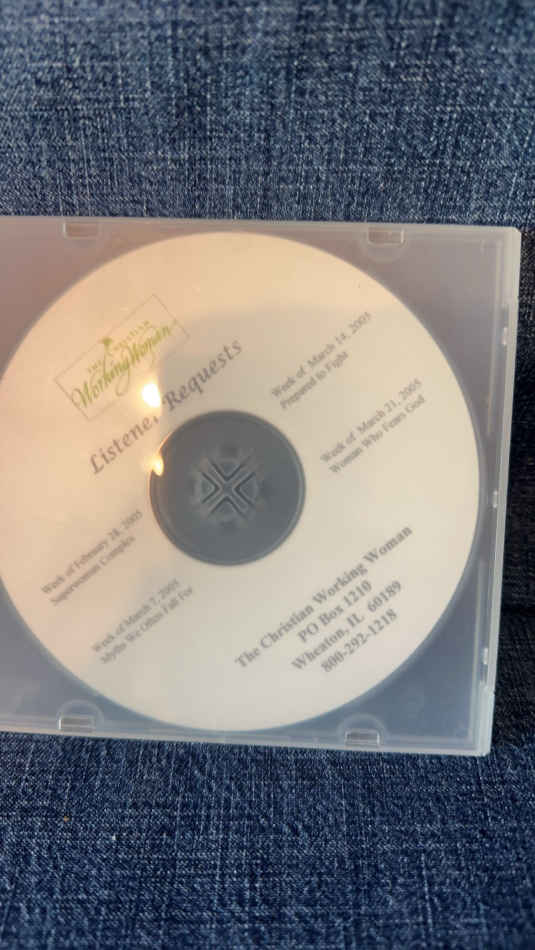 THE CHRISTIAN
Working Woman
Listener Requests
Week of March 14, 2005
Prepared to Fight
Week of March 21, 2005
Woman Who Fears God
Week of February 28, 2005
Superwoman Complex
Week of March 7, 2005
Myths We Often Fall For
The Christian Working Woman
PO Box 1210
Wheaton, IL 60189
800-292-1218